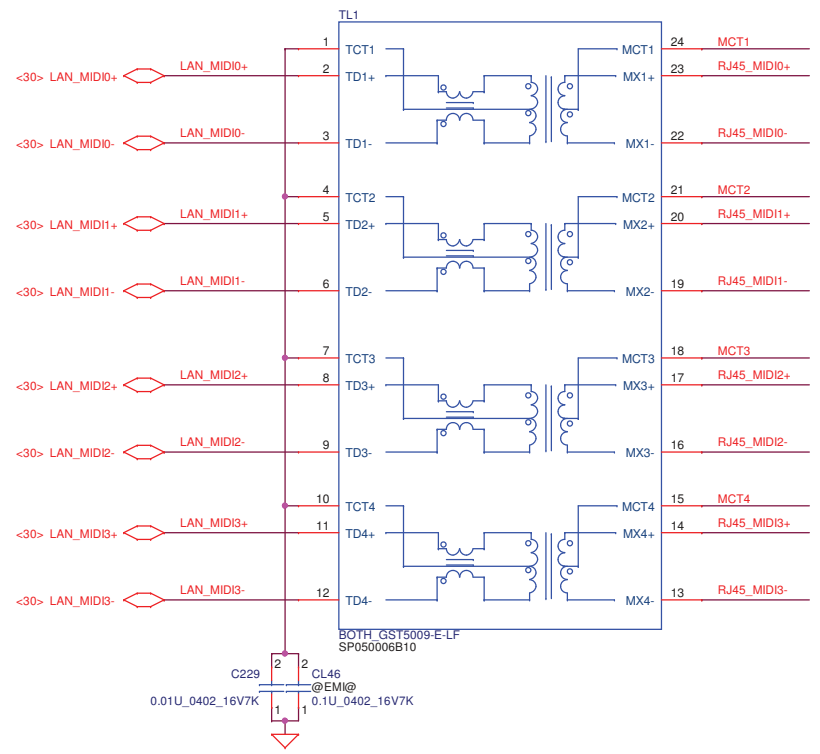 TL1
1 TCT1 MCT1 24 MCT1
<30> LAN_MIDI0+ LAN_MIDI0+ 2 TD1+ MX1+ 23 RJ45_MIDI0+
<30> LAN_MIDI0- LAN_MIDI0- 3 TD1- MX1- 22 RJ45_MIDI0-
4 TCT2 MCT2 21 MCT2
<30> LAN_MIDI1+ LAN_MIDI1+ 5 TD2+ MX2+ 20 RJ45_MIDI1+
<30> LAN_MIDI1- LAN_MIDI1- 6 TD2- MX2- 19 RJ45_MIDI1-
7 TCT3 MCT3 18 MCT3
<30> LAN_MIDI2+ LAN_MIDI2+ 8 TD3+ MX3+ 17 RJ45_MIDI2+
<30> LAN_MIDI2- LAN_MIDI2- 9 TD3- MX3- 16 RJ45_MIDI2-
10 TCT4 MCT4 15 MCT4
<30> LAN_MIDI3+ LAN_MIDI3+ 11 TD4+ MX4+ 14 RJ45_MIDI3+
<30> LAN_MIDI3- LAN_MIDI3- 12 TD4- MX4- 13 RJ45_MIDI3-
BOTH_GST5009-E-LF
SP050006B10
2 2
C229 CL46
@EMI@
0.01U_0402_16V7K 0.1U_0402_16V7K
1 1